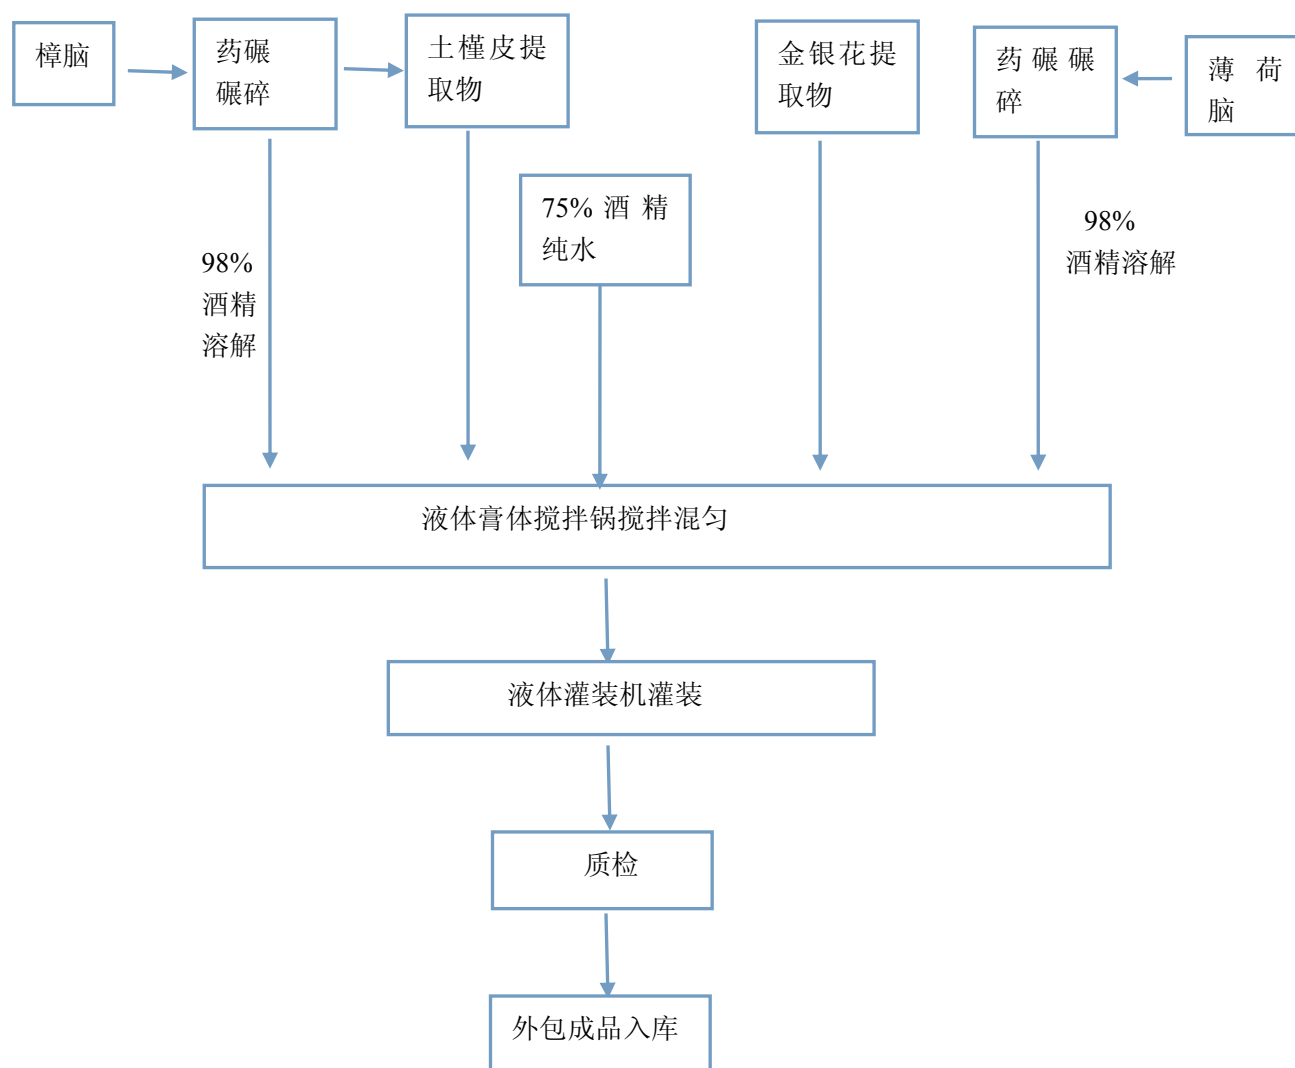 樟脑
药碾
碾碎
土槿皮提
取物
金银花提
取物
药碾碾
碎
薄荷
脑
75%酒精
纯水
98%
酒精
溶解
98%
酒精溶解
液体膏体搅拌锅搅拌混匀
液体灌装机灌装
质检
外包成品入库